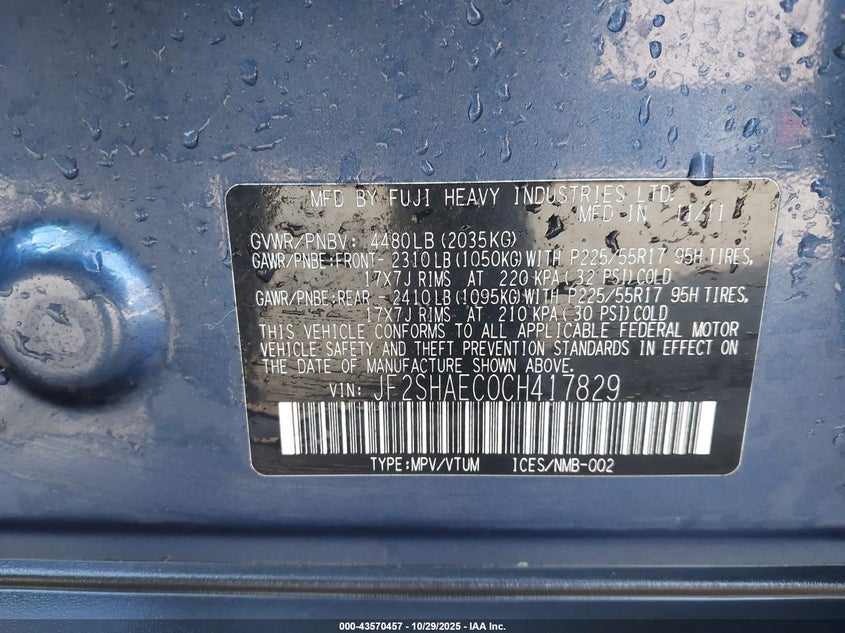 MFD BY FUJI HEAVY INDUSTRIES LTD.
MFD IN 11/11
GVWR/PNBV: 4480LB(2035KG)
GAWR/PNBE:FRONT- 2310LB(1050KG)WITH P225/55R17 95H TIRES,
17X7J RIMS AT 220 KPA( 32 PSI)COLD
GAWR/PNBE:REAR -2410LB(1095KG)WITH P225/55R17 95H TIRES,
17X7J RIMS AT 210 KPA( 30 PSI)COLD
THIS VEHICLE CONFORMS TO ALL APPLICABLE FEDERAL MOTOR
VEHICLE SAFETY AND THEFT PREVENTION STANDARDS IN EFFECT ON
THE DATE OF MANUFACTURE SHOWN ABOVE.
VIN: JF2SHAEC0CH417829
TYPE:MPV/VTUM ICES/NMB-002
000-43570457 - 10/29/2025 - IAA Inc.